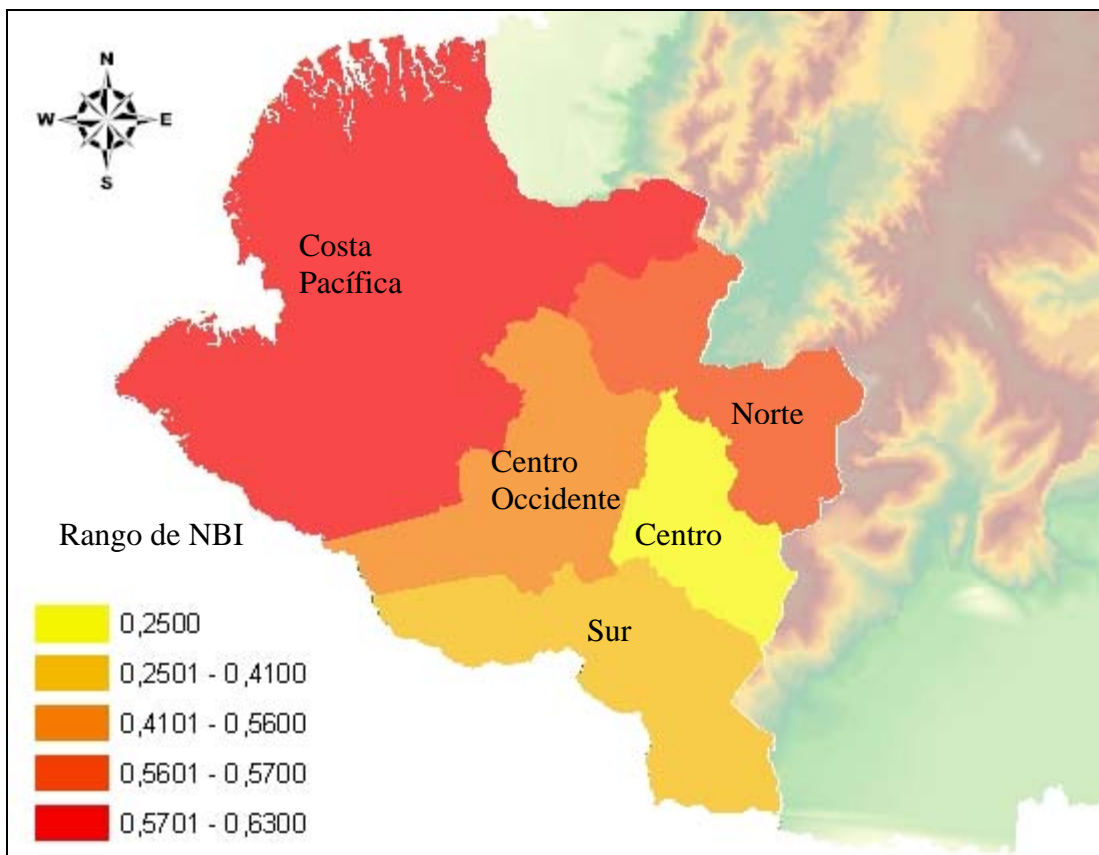 N
W E
S
Costa
Pacífica
Norte
Centro
Occidente
Rango de NBI
Centro
0,2500
Sur
0,2501 - 0,4100
0,4101 - 0,5600
0,5601 - 0,5700
0,5701 - 0,6300